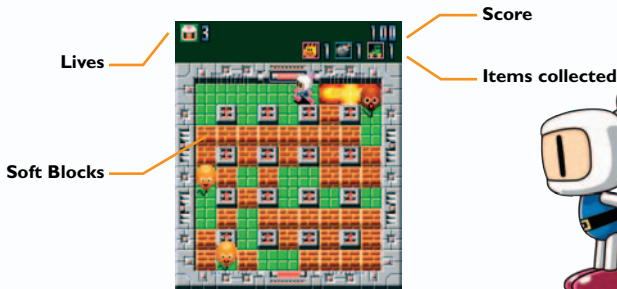 Score
3
100
1 1 1
Lives
Items collected
Soft Blocks